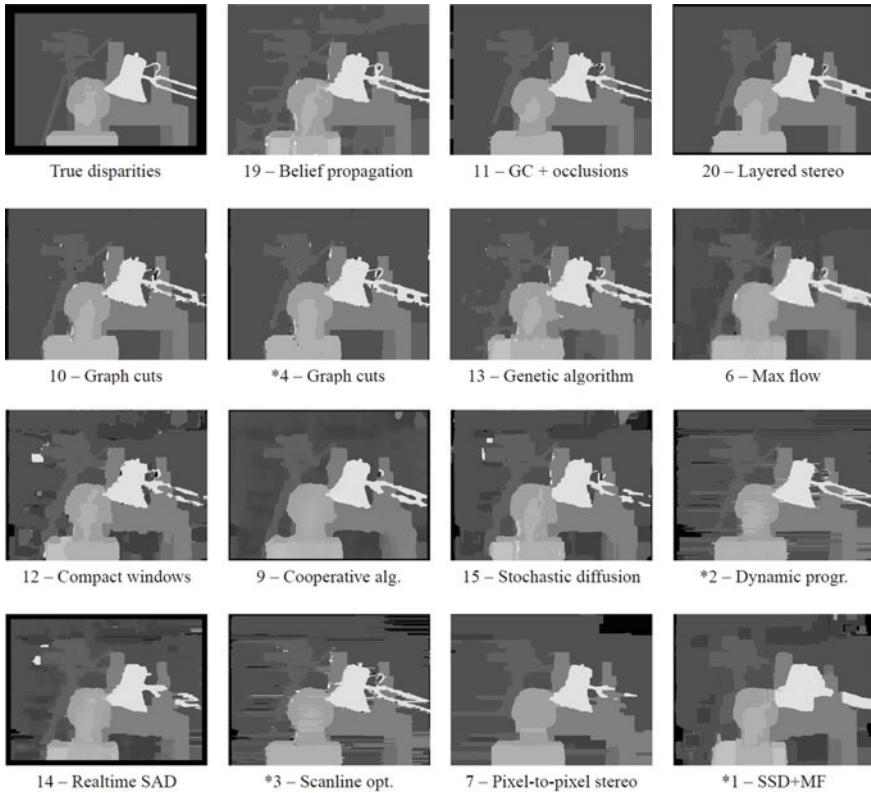 True disparities
19 – Belief propagation
11 – GC + occlusions
20 – Layered stereo
10 – Graph cuts
*4 – Graph cuts
13 – Genetic algorithm
6 – Max flow
12 – Compact windows
9 – Cooperative alg.
15 – Stochastic diffusion
*2 – Dynamic progr.
14 – Realtime SAD
*3 – Scanline opt.
7 – Pixel-to-pixel stereo
*1 – SSD+MF